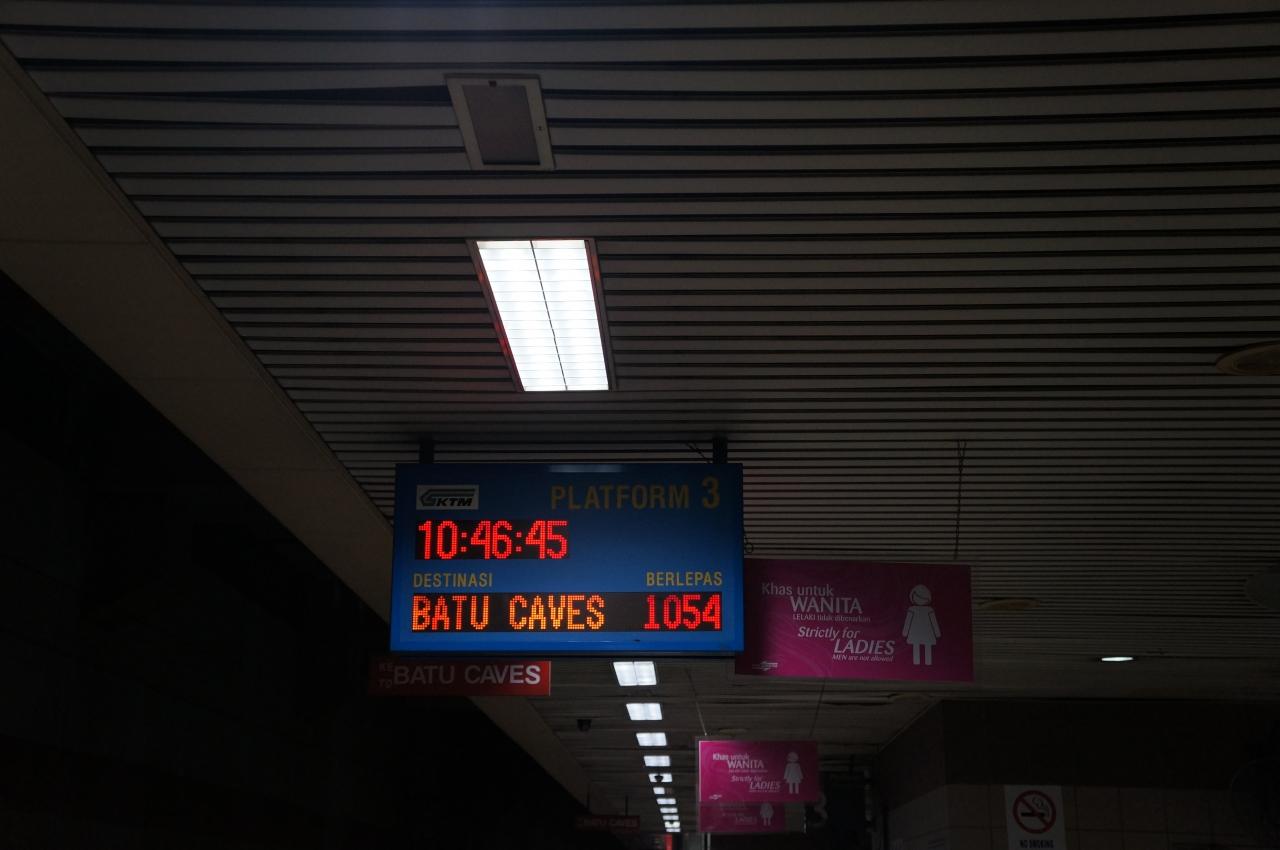 KTM
PLATFORM 3
10:46:45
DESTINASI BERLEPAS
BATU CAVES 1054
KE
TO BATU CAVES
Khas untuk
WANITA
LELAKI tidak dibenarkan
Strictly for
LADIES
MEN are not allowed
Khas untuk
WANITA
Strictly for
LADIES
LADIES
BATU CAVES
NO SMOKING